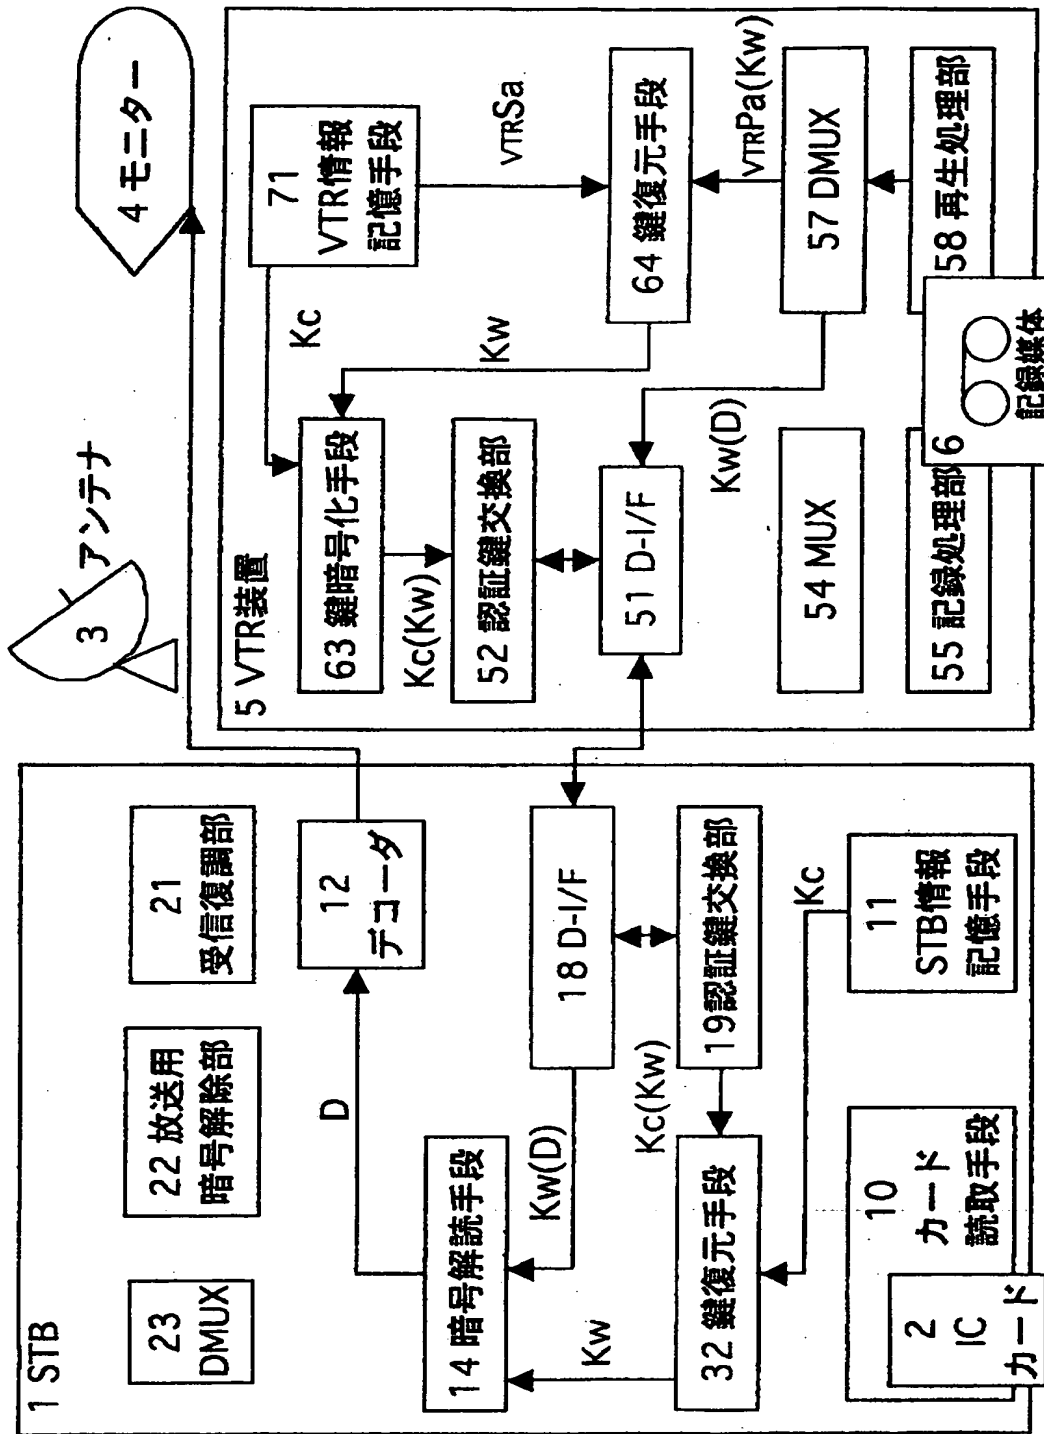 1 STB
23
DMUX
22 放送用
暗号解除部
21
受信復調部
3
アンテナ
4 モニター
D
12
デコーダ
14 暗号解読手段
Kw(D)
18 D-I/F
Kw
Kc(Kw)
32 鍵復元手段
19認証鍵交換部
Kc
2
IC
カード
10
カード
読取手段
11
STB情報
記憶手段
5 VTR装置
71
VTR情報
記憶手段
Kc
VTRSa
63 鍵暗号化手段
Kw
Kc(Kw)
52 認証鍵交換部
64 鍵復元手段
51 D-I/F
Kw(D)
VTRPa(Kw)
54 MUX
57 DMUX
55 記録処理部
6
記録媒体
58 再生処理部